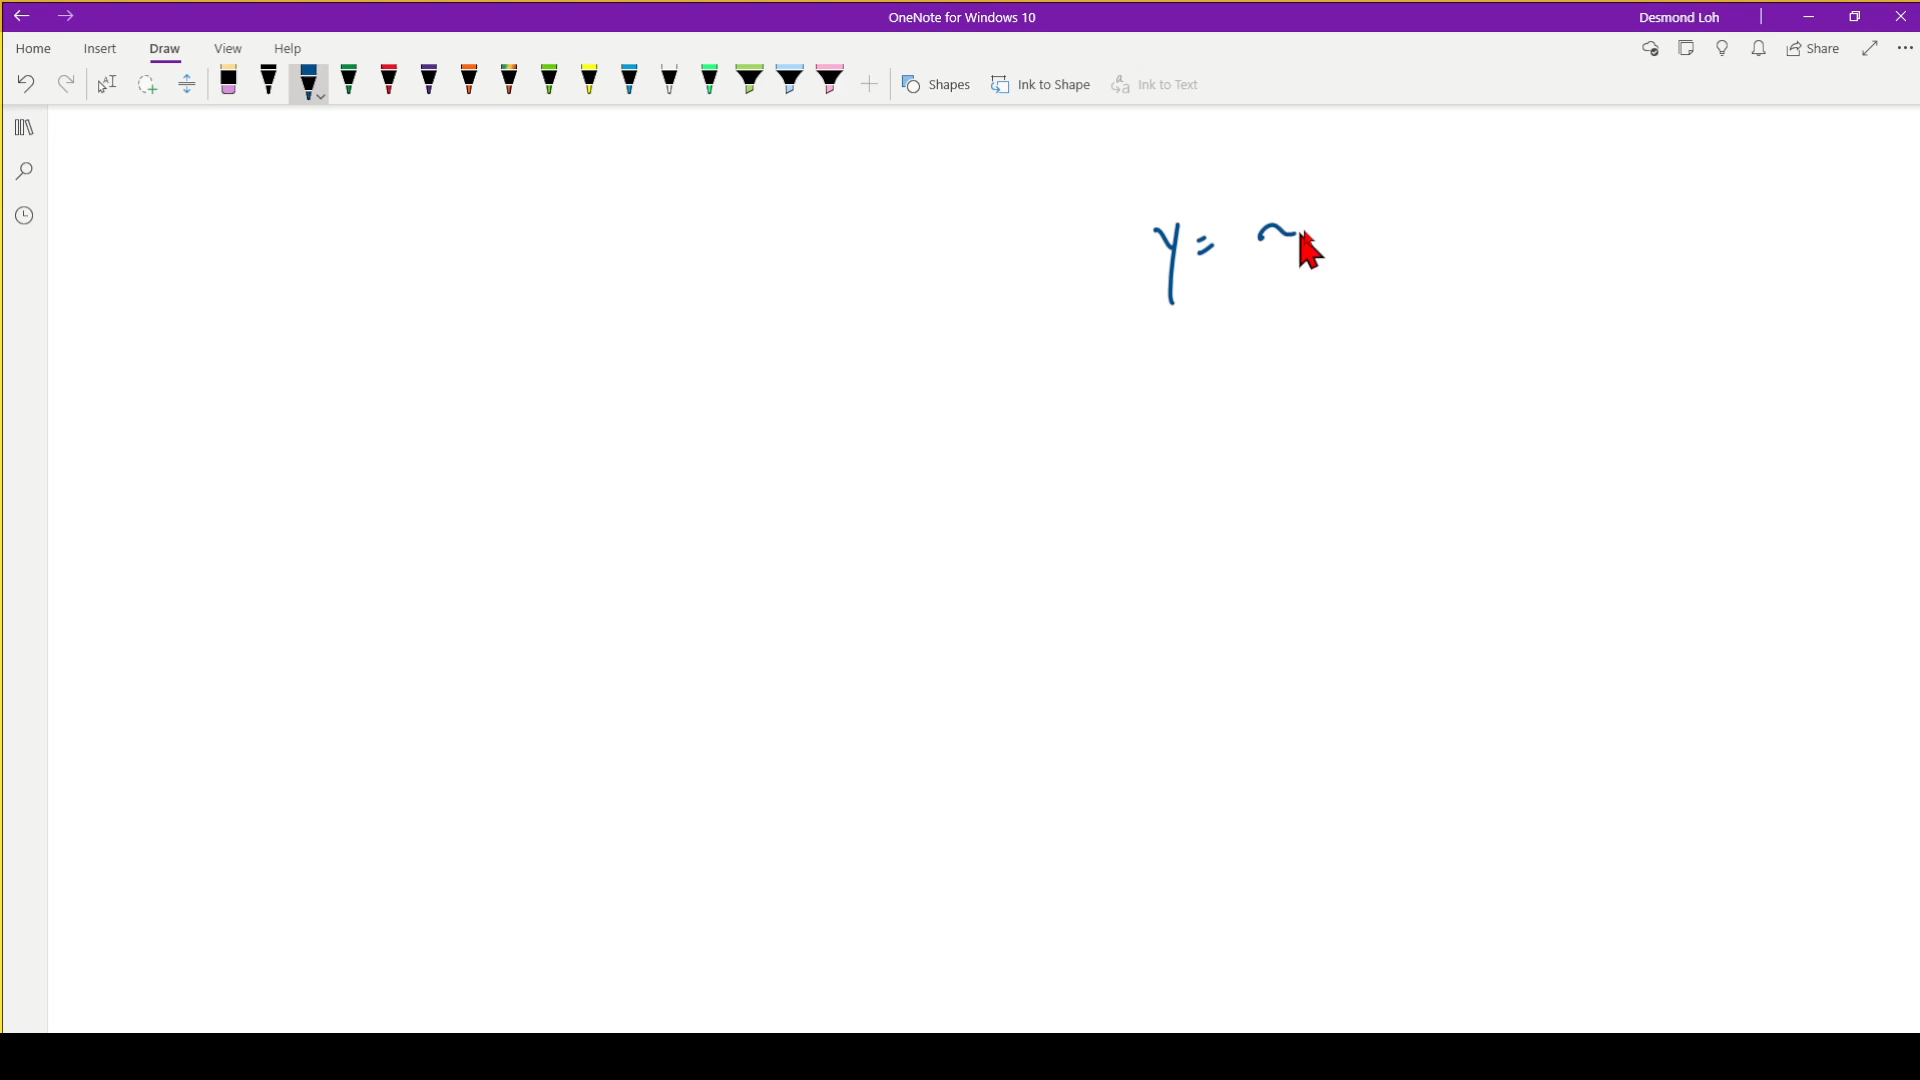 OneNote for Windows 10
Desmond Loh
Home Insert Draw View Help
Share
Shapes Ink to Shape Ink to Text
y = ~